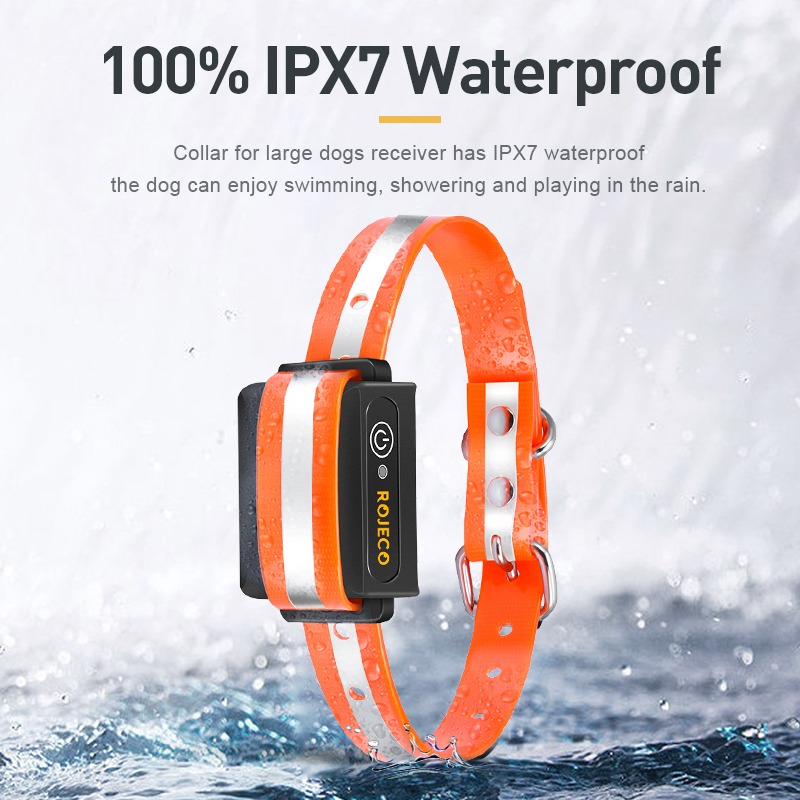 100% IPX7 Waterproof
Collar for large dogs receiver has IPX7 waterproof
the dog can enjoy swimming, showering and playing in the rain.
ROJECO